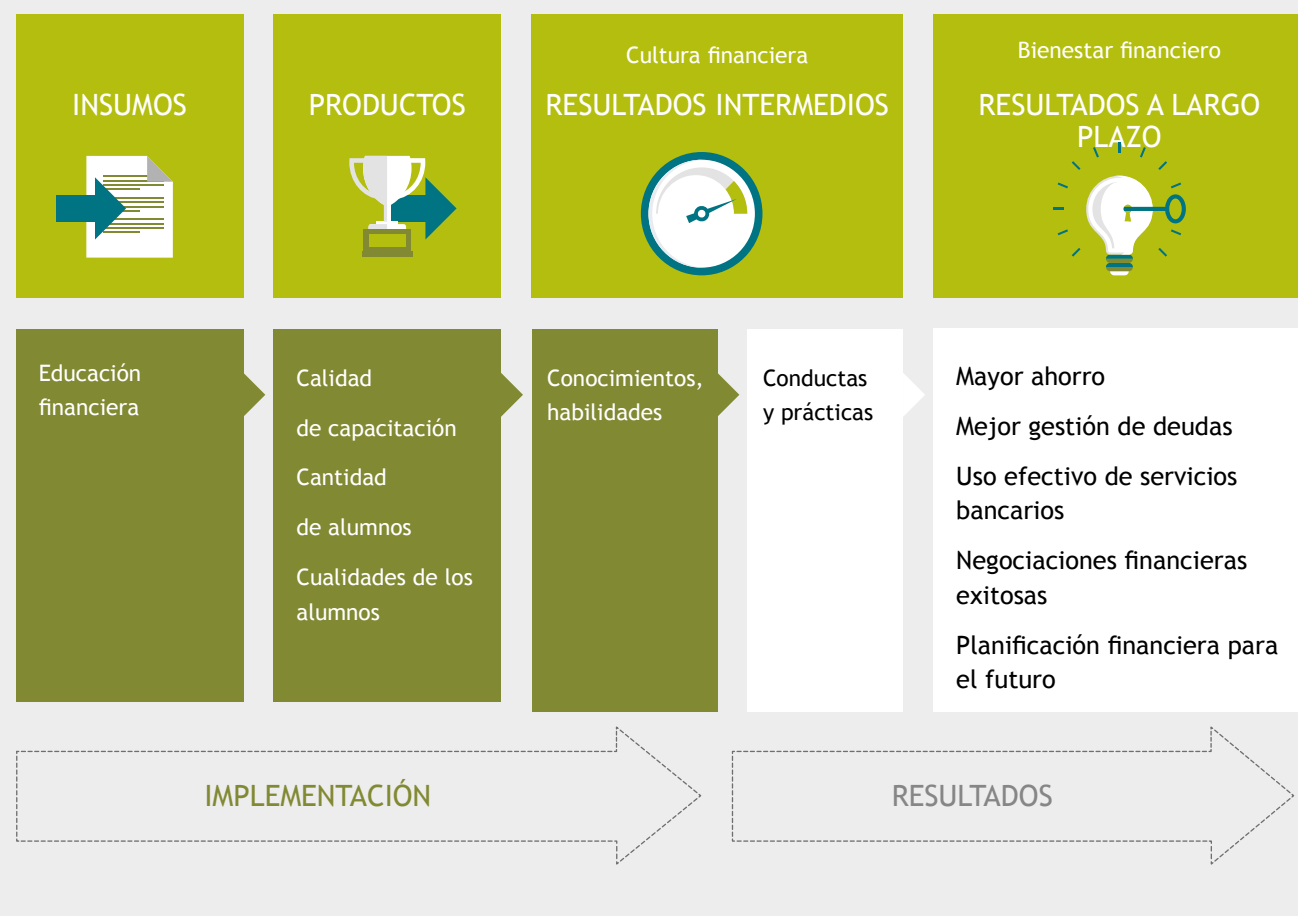 INSUMOS
PRODUCTOS
Cultura financiera
RESULTADOS INTERMEDIOS
Bienestar financiero
RESULTADOS A LARGO
PLAZO
Educación
financiera
Calidad
de capacitación
Cantidad
de alumnos
Cualidades de los
alumnos
Conocimientos,
habilidades
Conductas
y prácticas
Mayor ahorro
Mejor gestión de deudas
Uso efectivo de servicios
bancarios
Negociaciones financieras
exitosas
Planificación financiera para
el futuro
IMPLEMENTACIÓN
RESULTADOS